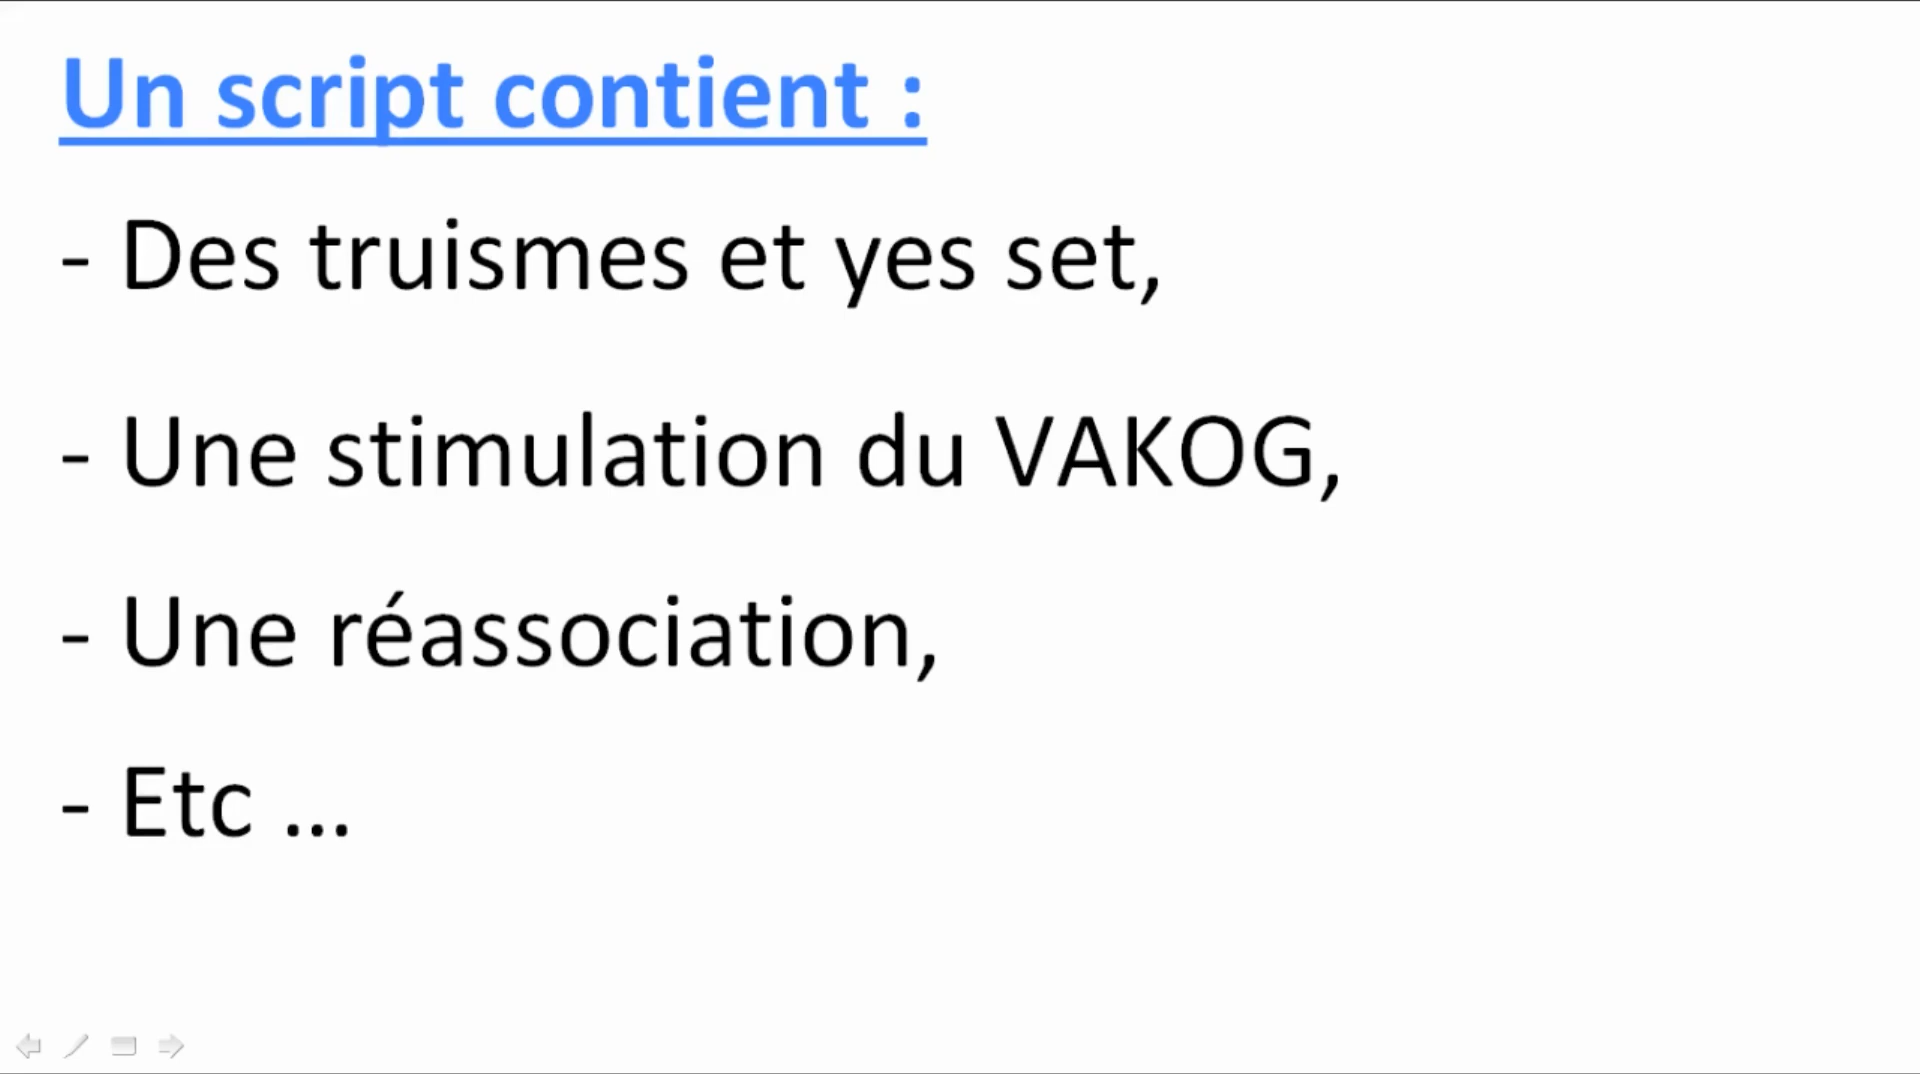 Un script contient :
- Des truismes et yes set,
- Une stimulation du VAKOG,
- Une réassociation,
- Etc ...